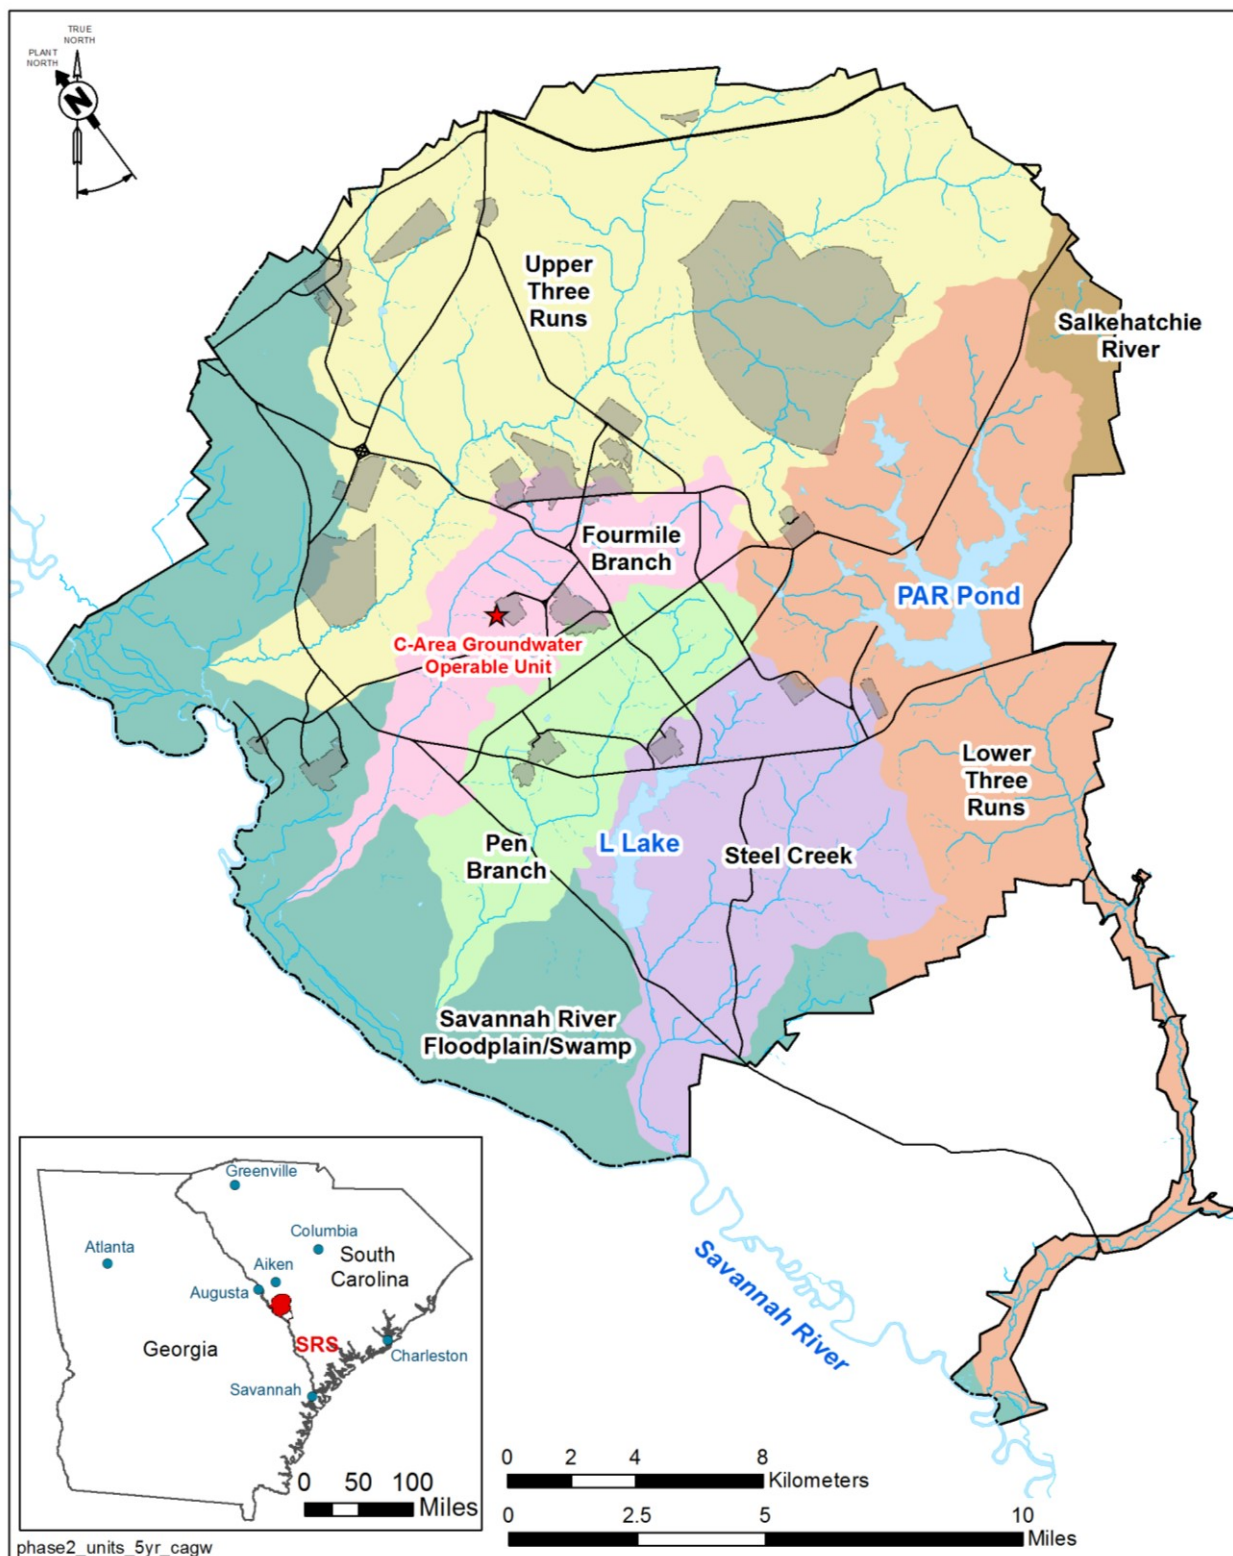 TRUE
NORTH
PLANT
NORTH
N
Upper
Three
Runs
Salkehatchie
River
Fourmile
Branch
PAR Pond
C-Area Groundwater
Operable Unit
Lower
Three
Runs
Pen
Branch
L Lake
Steel Creek
Savannah River
Floodplain/Swamp
Savannah River
Greenville
Columbia
Atlanta
South
Carolina
Aiken
Augusta
SRS
Georgia
Charleston
Savannah
0 50 100
Miles
0 2 4 8
Kilometers
0 2.5 5 10
Miles
phase2_units_5yr_cagw